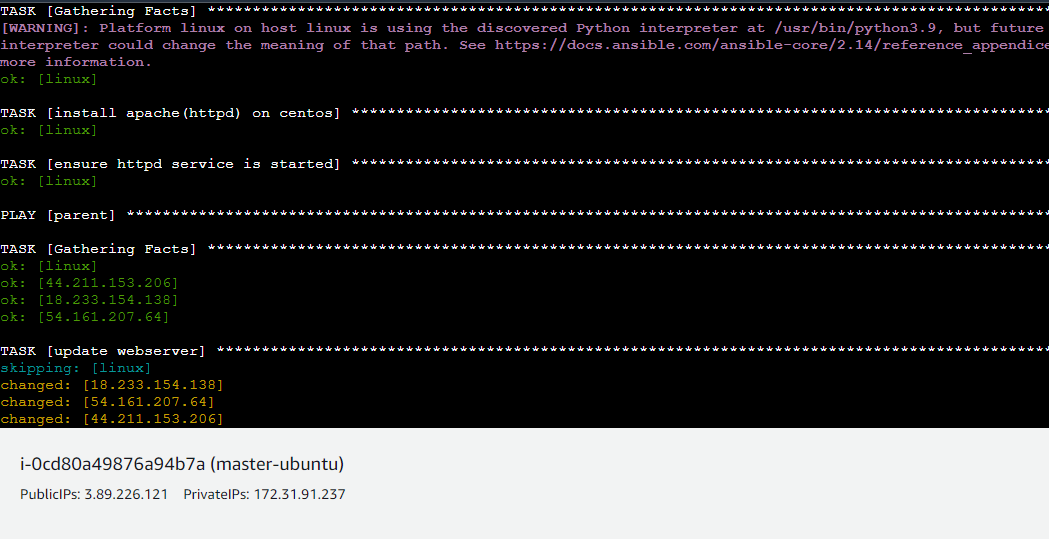 TASK [Gathering Facts] *********************************************************************************************
[WARNING]: Platform linux on host linux is using the discovered Python interpreter at /usr/bin/python3.9, but future
interpreter could change the meaning of that path. See https://docs.ansible.com/ansible-core/2.14/reference_appendice
more information.
ok: [linux]
TASK [install apache(httpd) on centos] *****************************************************************************
ok: [linux]
TASK [ensure httpd service is started] *****************************************************************************
ok: [linux]
PLAY [parent] ******************************************************************************************************
TASK [Gathering Facts] *********************************************************************************************
ok: [linux]
ok: [44.211.153.206]
ok: [18.233.154.138]
ok: [54.161.207.64]
TASK [update webserver] ********************************************************************************************
skipping: [linux]
changed: [18.233.154.138]
changed: [54.161.207.64]
changed: [44.211.153.206]
i-0cd80a49876a94b7a (master-ubuntu)
PublicIPs: 3.89.226.121 PrivateIPs: 172.31.91.237